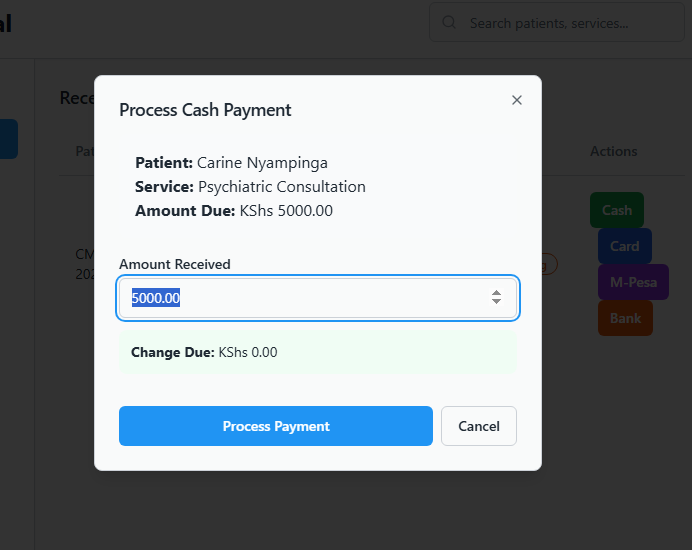 al
Search patients, services...
Process Cash Payment
Patient: Carine Nyampinga
Service: Psychiatric Consultation
Amount Due: KShs 5000.00
Amount Received
5000.00
Change Due: KShs 0.00
Process Payment
Cancel
Rece
Pat
Actions
CM
202
g
Cash
Card
M-Pesa
Bank